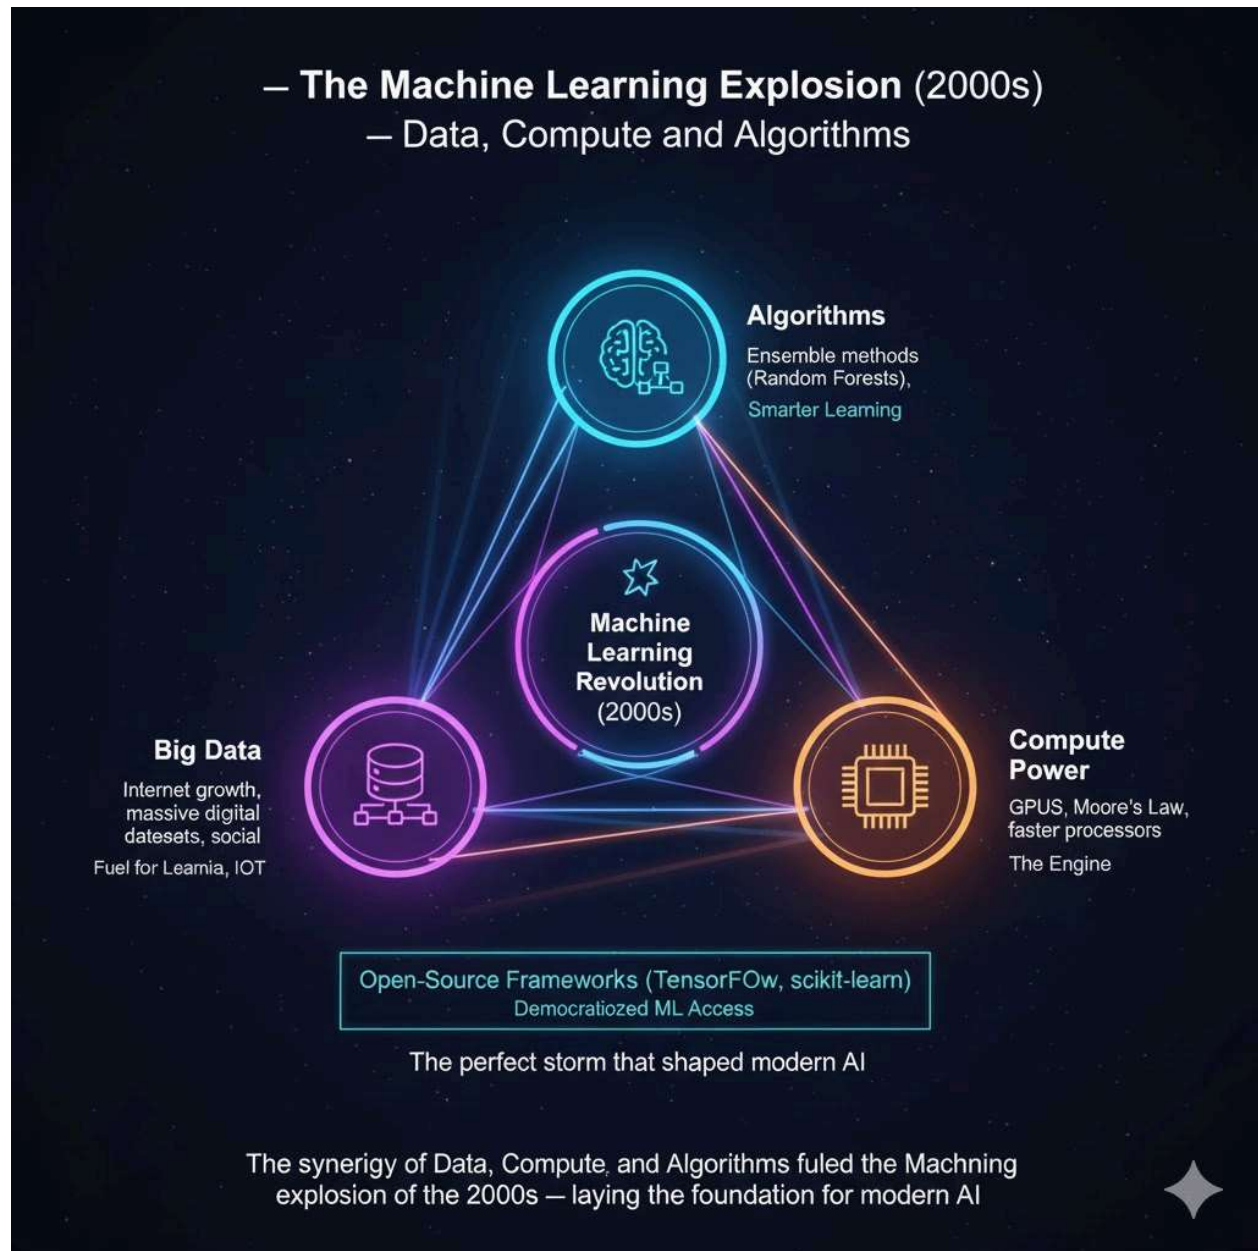 — The Machine Learning Explosion (2000s)
— Data, Compute and Algorithms
Algorithms
Ensemble methods
(Random Forests),
Smarter Learning
Machine
Learning
Revolution
(2000s)
Big Data
Internet growth,
massive digital
datesets, social
Fuel for Leamia, IOT
Compute
Power
GPUS, Moore's Law,
faster processors
The Engine
Open-Source Frameworks (TensorFOw, scikit-learn)
Democratiozed ML Access
The perfect storm that shaped modern AI
The synerigy of Data, Compute, and Algorithms fuled the Machning
explosion of the 2000s — laying the foundation for modern AI